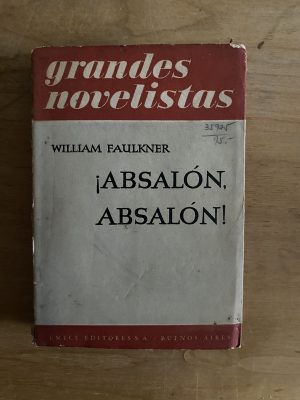 grandes
novelistas
WILLIAM FAULKNER
¡ABSALÓN,
ABSALÓN!
EMECÉ EDITORES S.A. - BUENOS AIRES